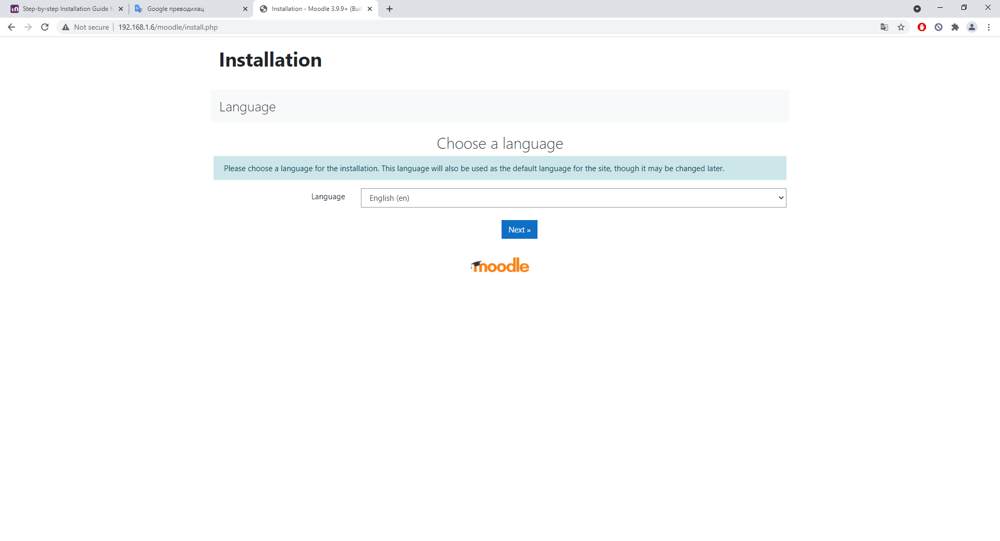 Step-by-step Installation Guide f
Google преводилац
Installation - Moodle 3.9.9+ (Buil
Not secure
192.168.1.6/moodle/install.php
Installation
Language
Choose a language
Please choose a language for the installation. This language will also be used as the default language for the site, though it may be changed later.
Language
English (en)
Next »
moodle